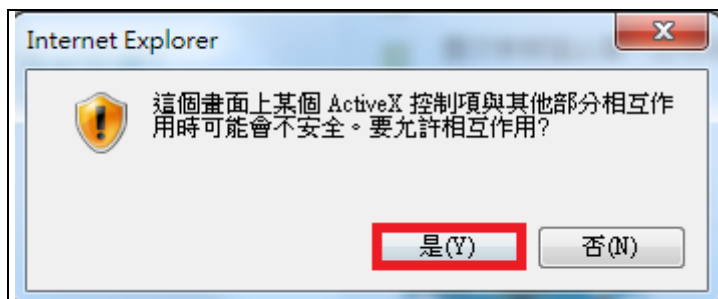 Internet Explorer
這個畫面上某個 ActiveX 控制項與其他部分相互作
用時可能會不安全。要允許相互作用?
是(Y)
否(N)